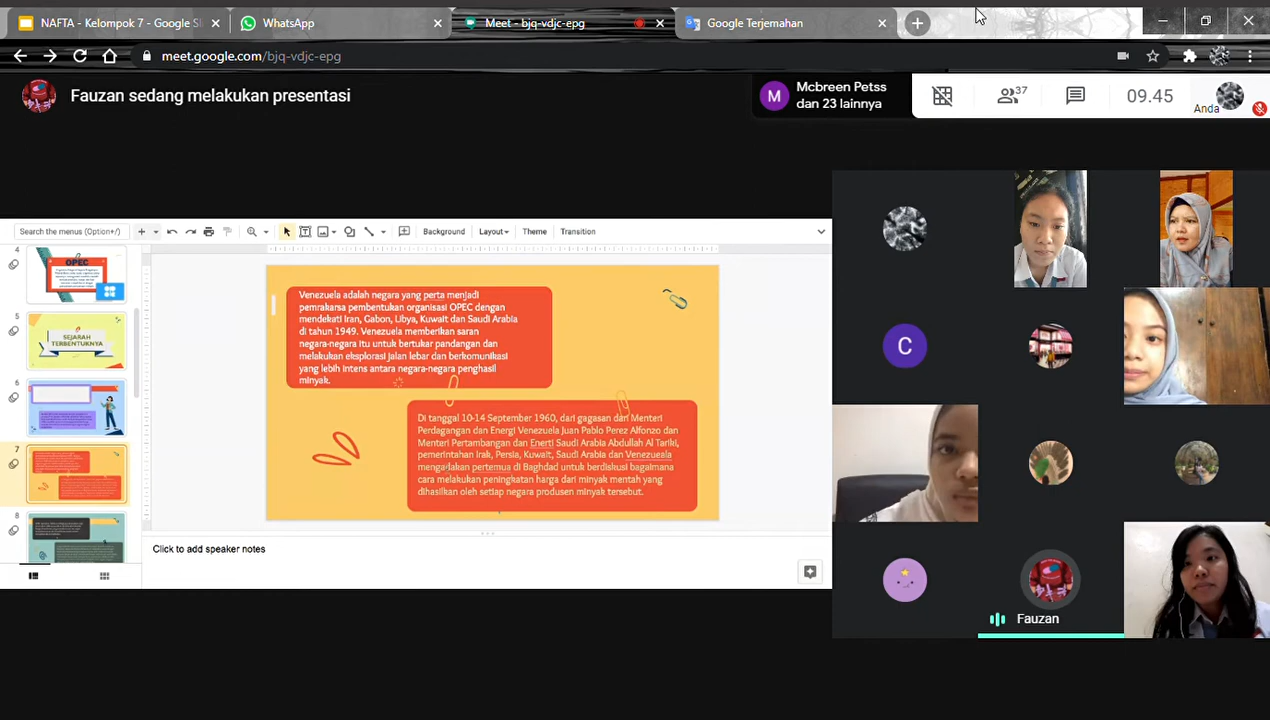 NAFTA - Kelompok 7 - Google Sl
WhatsApp
Meet - bjq-vdjc-epg
Google Terjemahan
meet.google.com/bjq-vdjc-epg
Fauzan sedang melakukan presentasi
M
Mcbreen Petss
dan 23 lainnya
37
09.45
Anda
Search the menus (Option+/)
Background
Layout
Theme
Transition
4
OPEC
5
SEJARAH
TERBENTUKNYA
6
7
8
Venezuela adalah negara yang perta menjadi
pemrakarsa pembentukan organisasi OPEC dengan
mendekati Iran, Gabon, Libya, Kuwait dan Saudi Arabia
di tahun 1949. Venezuela memberikan saran
negara-negara itu untuk bertukar pandangan dan
melakukan eksplorasi jalan lebar dan berkomunikasi
yang lebih intens antara negara-negara penghasil
minyak.
Di tanggal 10-14 September 1960, dari gagasan dari Menteri
Perdagangan dan Energi Venezuela Juan Pablo Perez Alfonzo dan
Menteri Pertambangan dan Enerti Saudi Arabia Abdullah Al Tariki,
pemerintahan Irak, Persia, Kuwait, Saudi Arabia dan Venezueala
mengadakan pertemua di Baghdad untuk berdiskusi bagaimana
cara melakukan peningkatan harga dari minyak mentah yang
dihasilkan oleh setiap negara produsen minyak tersebut.
Click to add speaker notes
C
Fauzan